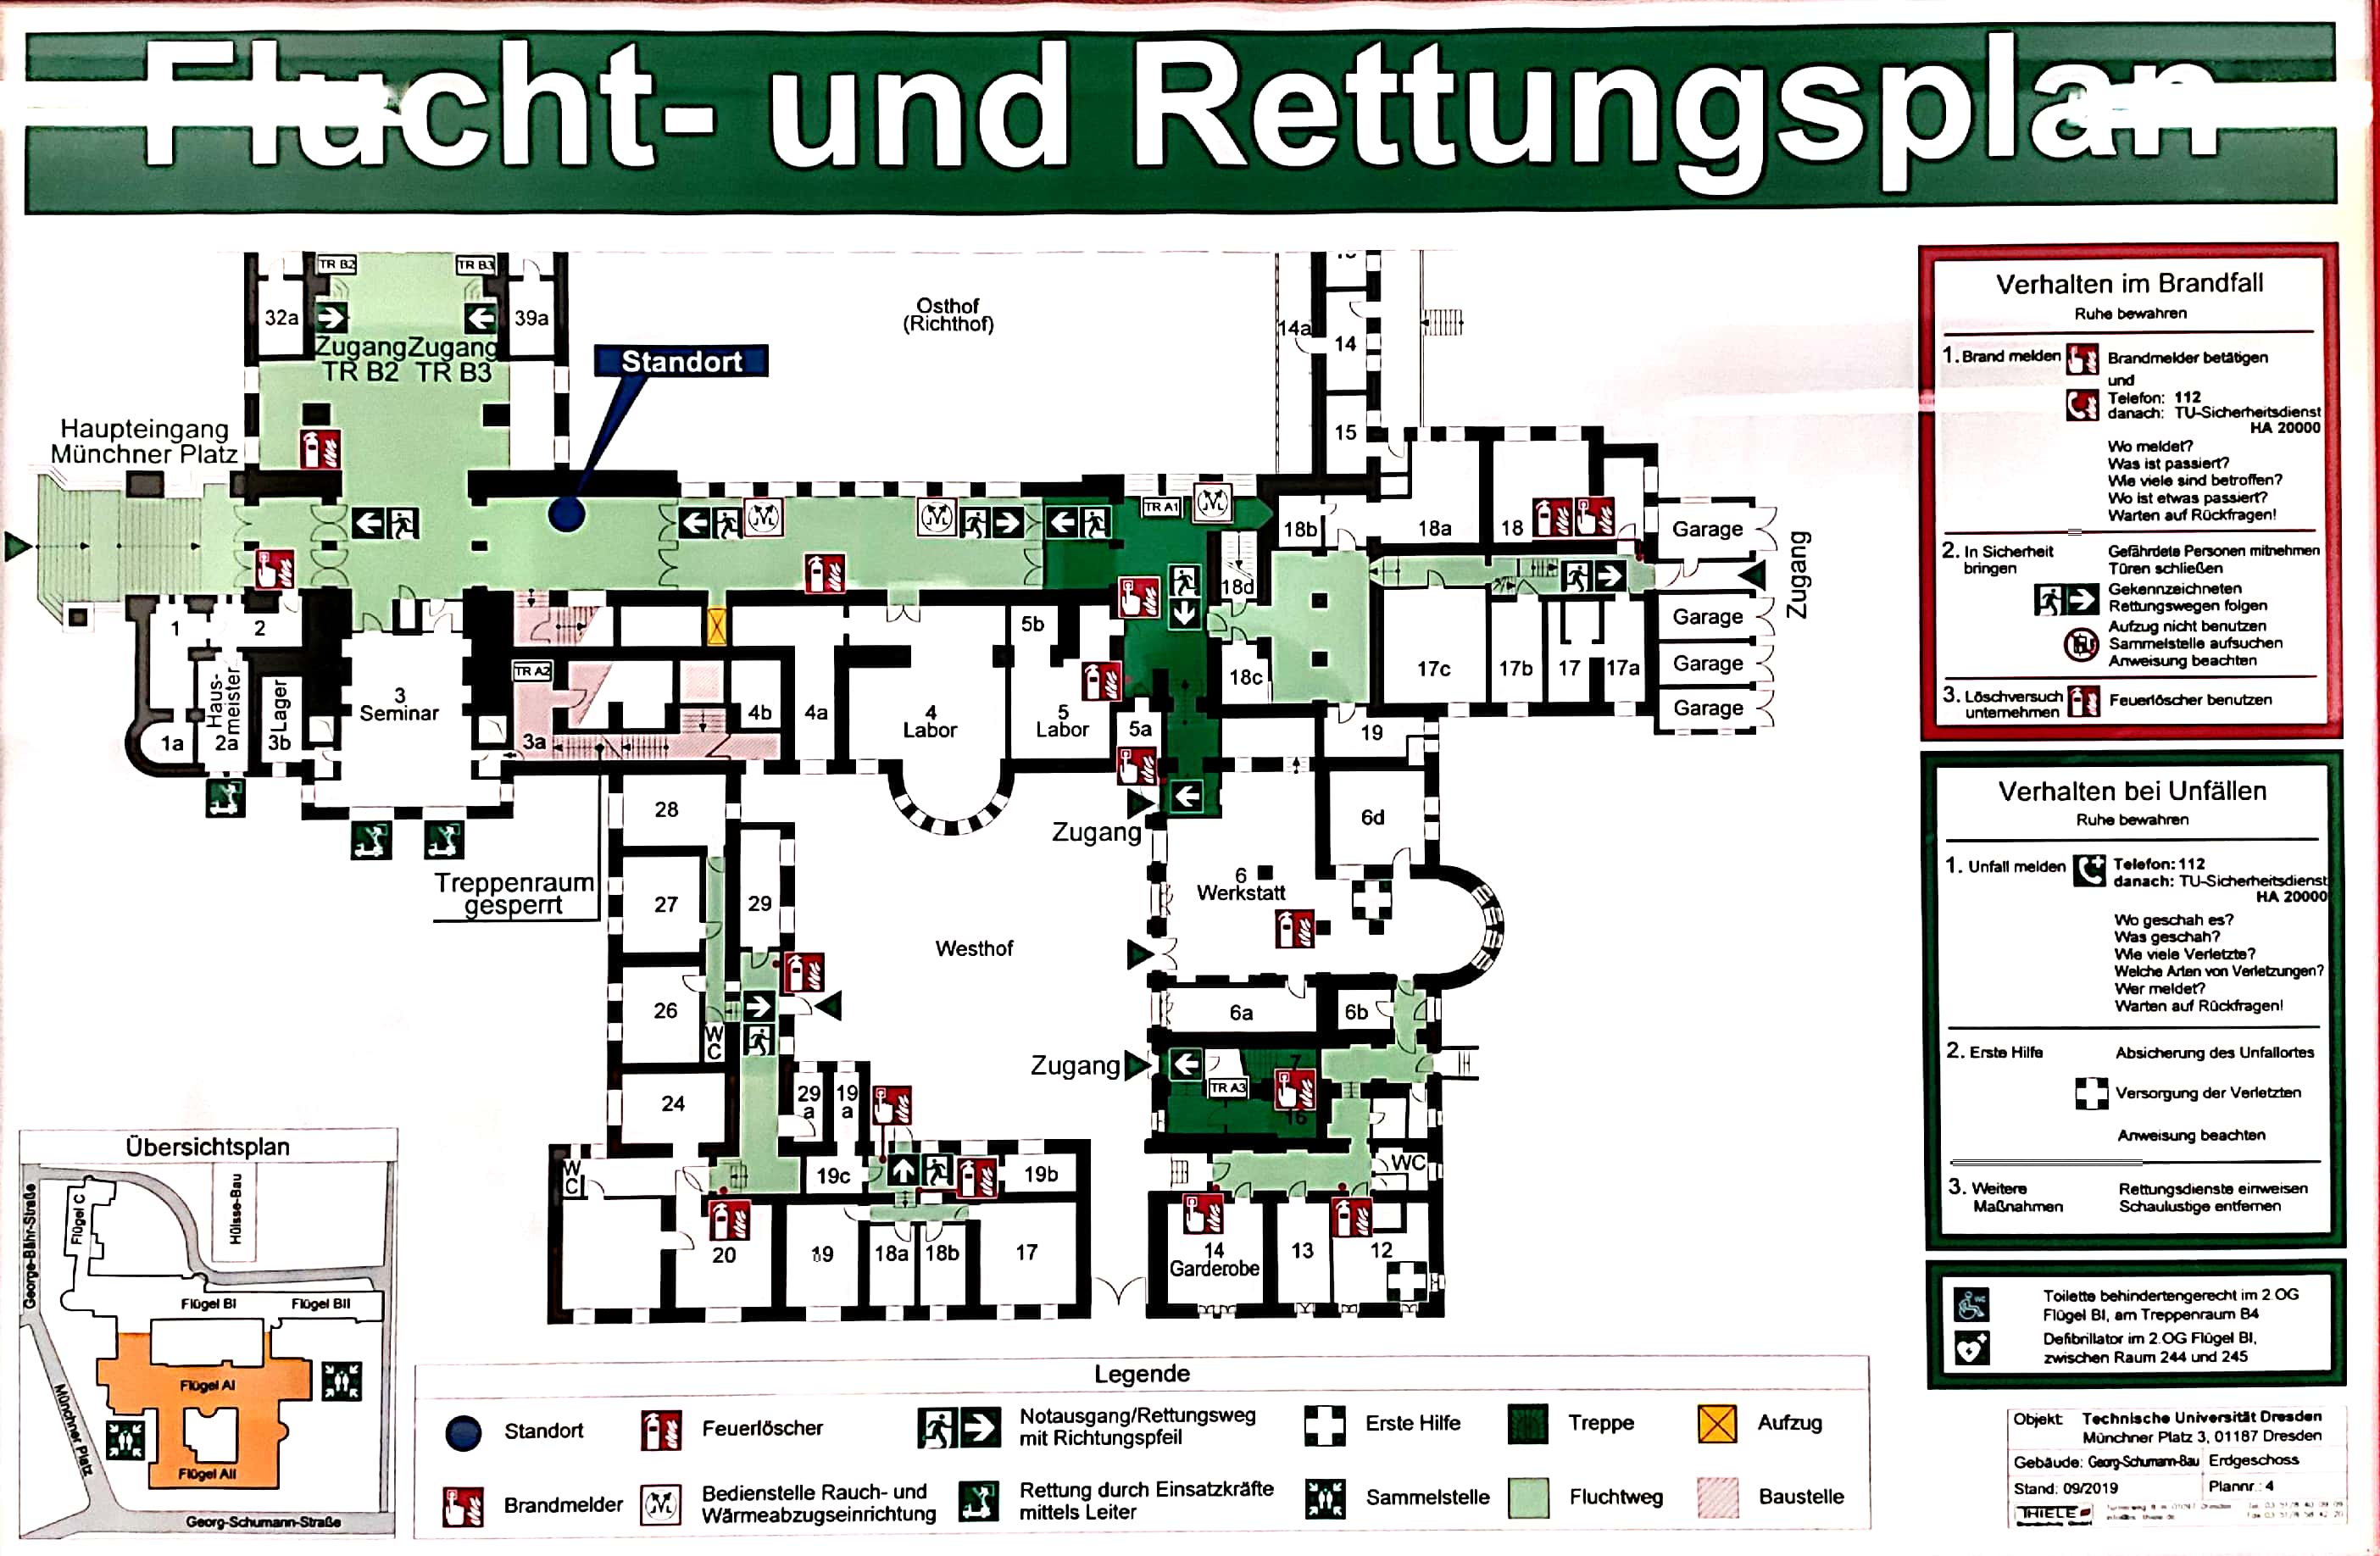 Flucht- und Rettungsplan
TR B2
TR B3
32a
39a
Zugang
TR B2
Zugang
TR B3
Osthof
(Richthof)
Standort
Haupteingang
Münchner Platz
14a
14
15
TR A1
18b
18a
18
Garage
Zugang
18d
1
2
5b
Garage
TR A2
3
Seminar
Haus-
meister
Lager
18c
17c
17b
17
17a
Garage
4b
4a
4
Labor
5
Labor
5a
Garage
1a
2a
3b
3a
19
28
Zugang
6d
Treppenraum
gesperrt
27
29
6
Werkstatt
Westhof
26
WC
6a
6b
Zugang
7
TR A3
16
24
29
a
19
a
WC
19c
19b
WC
20
18a
18b
17
14
Garderobe
13
12
Verhalten im Brandfall
Ruhe bewahren
1. Brand melden
Brandmelder betätigen
und
Telefon: 112
danach: TU-Sicherheitsdienst
HA 20000
Wo meldet?
Was ist passiert?
Wie viele sind betroffen?
Wo ist etwas passiert?
Warten auf Rückfragen!
2. In Sicherheit
bringen
Gefährdete Personen mitnehmen
Türen schließen
Gekennzeichneten
Rettungswegen folgen
Aufzug nicht benutzen
Sammelstelle aufsuchen
Anweisung beachten
3. Löschversuch
unternehmen
Feuerlöscher benutzen
Verhalten bei Unfällen
Ruhe bewahren
1. Unfall melden
Telefon: 112
danach: TU-Sicherheitsdienst
HA 20000
Wo geschah es?
Was geschah?
Wie viele Verletzte?
Welche Arten von Verletzungen?
Wer meldet?
Warten auf Rückfragen!
2. Erste Hilfe
Absicherung des Unfallortes
Versorgung der Verletzten
Anweisung beachten
3. Weitere
Maßnahmen
Rettungsdienste einweisen
Schaulustige entfernen
Toilette behindertengerecht im 2.OG
Flügel BI, am Treppenraum B4
Defibrillator im 2.OG Flügel BI,
zwischen Raum 244 und 245
Übersichtsplan
George-Bähr-Straße
Flügel C
Hülsse-Bau
Flügel BI
Flügel BII
Flügel AI
Flügel AII
Münchner Platz
Georg-Schumann-Straße
Legende
Standort
Feuerlöscher
Notausgang/Rettungsweg
mit Richtungspfeil
Erste Hilfe
Treppe
Aufzug
Brandmelder
Bedienstelle Rauch- und
Wärmeabzugseinrichtung
Rettung durch Einsatzkräfte
mittels Leiter
Sammelstelle
Fluchtweg
Baustelle
Objekt: Technische Universität Dresden
Münchner Platz 3, 01187 Dresden
Gebäude: Georg-Schumann-Bau Erdgeschoss
Stand: 09/2019 Plannr.: 4
THIELE